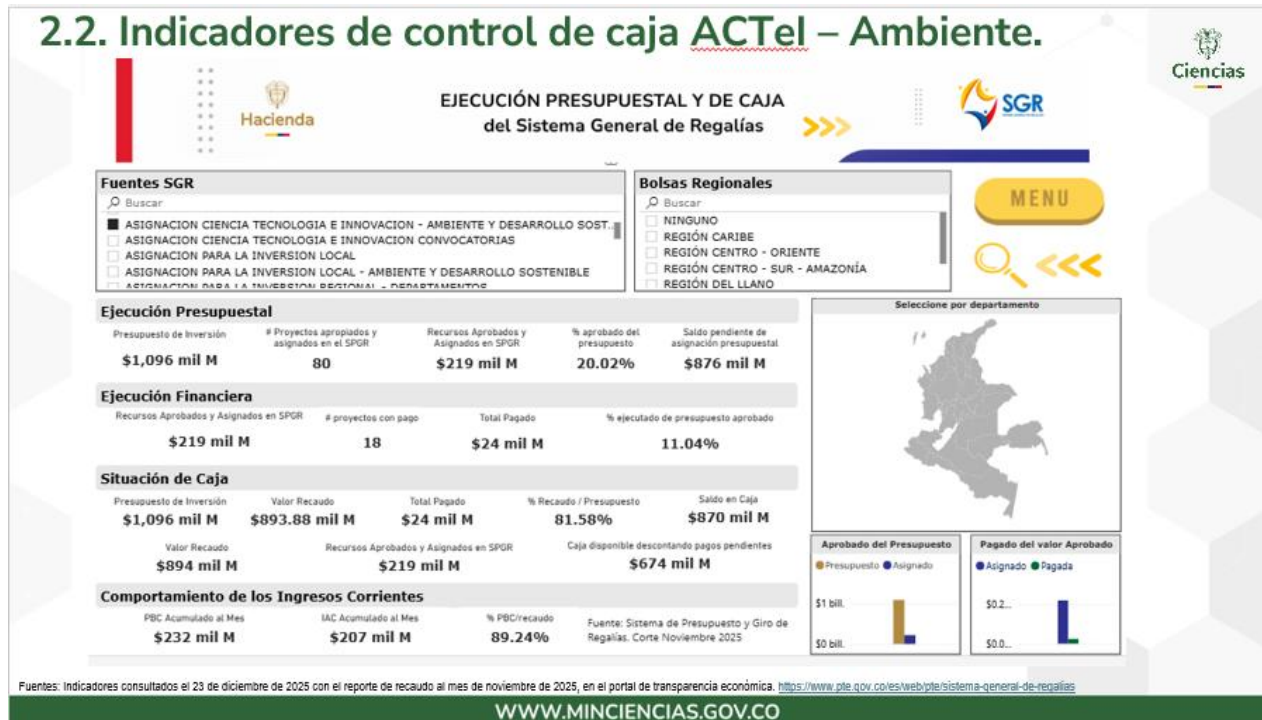 2.2. Indicadores de control de caja ACTeI – Ambiente.
Ciencias
Hacienda
EJECUCIÓN PRESUPUESTAL Y DE CAJA
del Sistema General de Regalías
SGR
Fuentes SGR
Buscar
ASIGNACION CIENCIA TECNOLOGIA E INNOVACION - AMBIENTE Y DESARROLLO SOST...
ASIGNACION CIENCIA TECNOLOGIA E INNOVACION CONVOCATORIAS
ASIGNACION PARA LA INVERSION LOCAL
ASIGNACION PARA LA INVERSION LOCAL - AMBIENTE Y DESARROLLO SOSTENIBLE
ASIGNACION PARA LA INVERSION REGIONAL - DEPARTAMENTOS
Bolsas Regionales
Buscar
NINGUNO
REGIÓN CARIBE
REGIÓN CENTRO - ORIENTE
REGIÓN CENTRO - SUR - AMAZONÍA
REGIÓN DEL LLANO
MENU
Ejecución Presupuestal
Presupuesto de Inversión
$1,096 mil M
# Proyectos apropiados y
asignados en el SPGR
80
Recursos Aprobados y
Asignados en SPGR
$219 mil M
% aprobado del
presupuesto
20.02%
Saldo pendiente de
asignación presupuestal
$876 mil M
Ejecución Financiera
Recursos Aprobados y Asignados en SPGR
$219 mil M
# proyectos con pago
18
Total Pagado
$24 mil M
% ejecutado de presupuesto aprobado
11.04%
Situación de Caja
Presupuesto de Inversión
$1,096 mil M
Valor Recaudo
$893.88 mil M
Total Pagado
$24 mil M
% Recaudo / Presupuesto
81.58%
Saldo en Caja
$870 mil M
Valor Recaudo
$894 mil M
Recursos Aprobados y Asignados en SPGR
$219 mil M
Caja disponible descontando pagos pendientes
$674 mil M
Comportamiento de los Ingresos Corrientes
PBC Acumulado al Mes
$232 mil M
IAC Acumulado al Mes
$207 mil M
% PBC/recaudo
89.24%
Fuente: Sistema de Presupuesto y Giro de
Regalías. Corte Noviembre 2025
Seleccione por departamento
Aprobado del Presupuesto
Presupuesto Asignado
$1 bill.
$0 bill.
Pagado del valor Aprobado
Asignado Pagada
$0.2...
$0.0...
Fuentes: Indicadores consultados el 23 de diciembre de 2025 con el reporte de recaudo al mes de noviembre de 2025, en el portal de transparencia económica. https://www.pte.gov.co/es/web/pte/sistema-general-de-regalias
WWW.MINCIENCIAS.GOV.CO